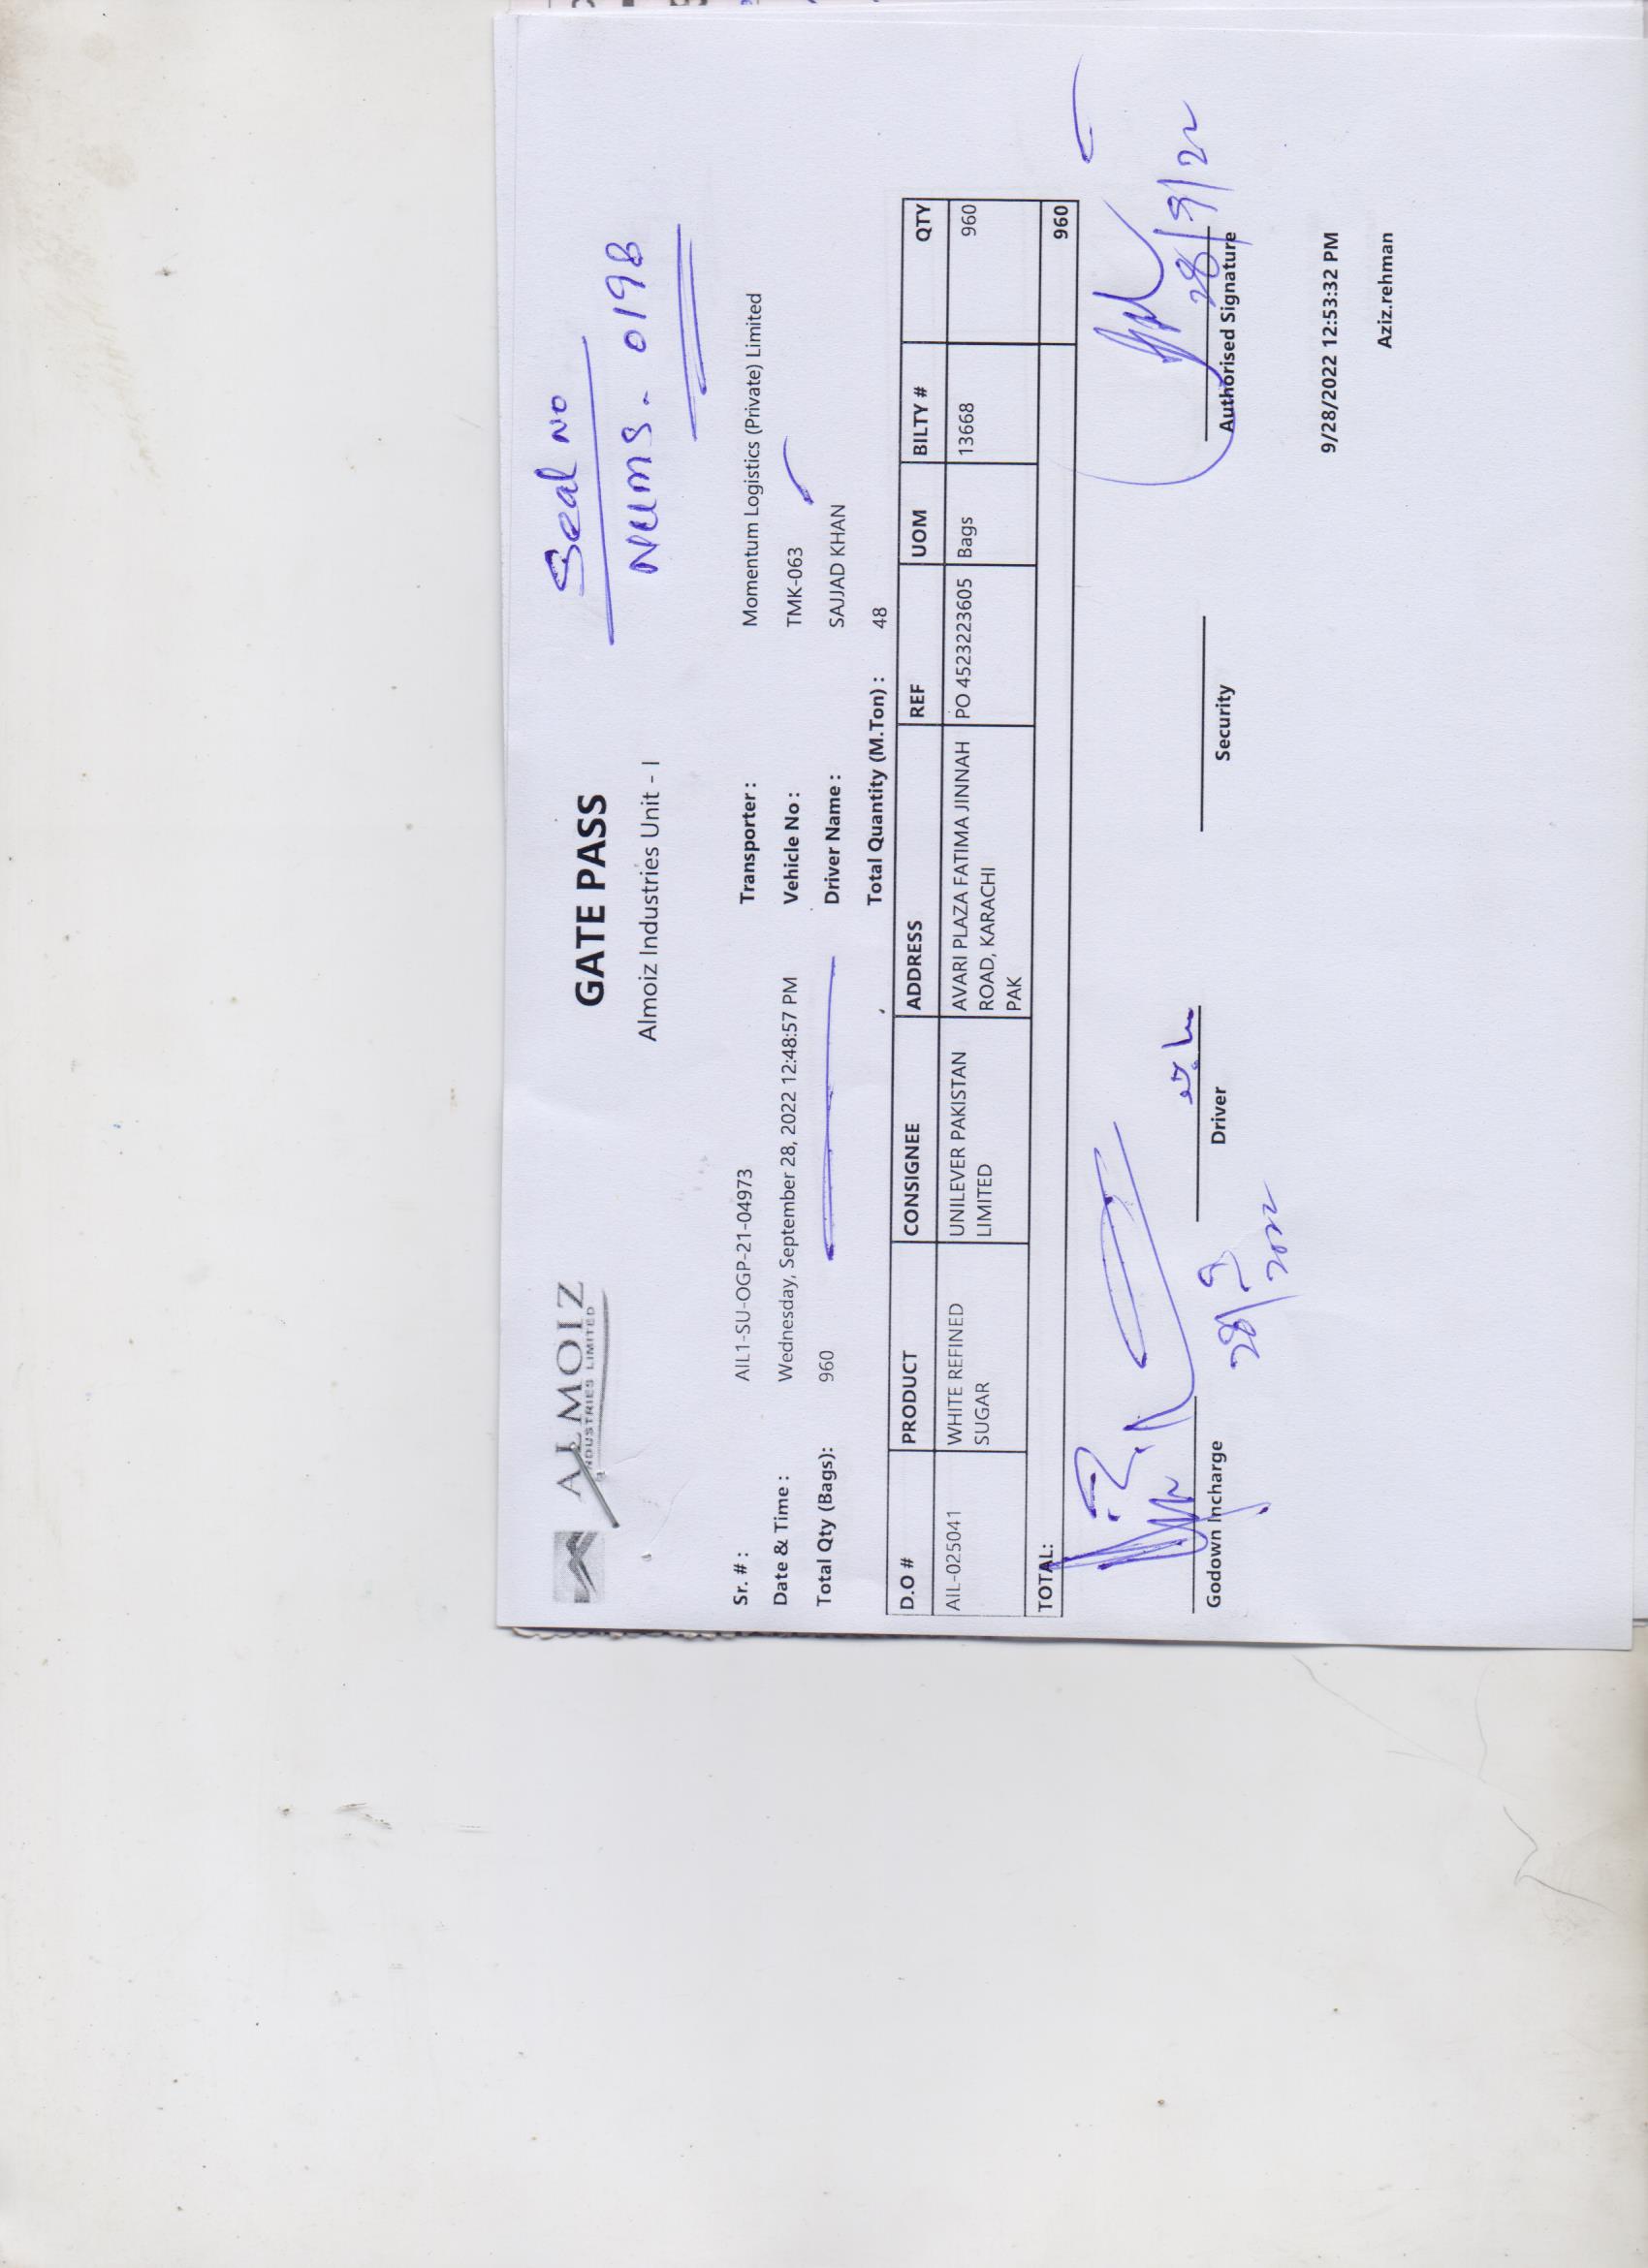 ALMOIZ
INDUSTRIES LIMITED
GATE PASS
Almoiz Industries Unit - I
Seal no
NUMS - 0198
Sr. # : AIL1-SU-OGP-21-04973 Transporter : Momentum Logistics (Private) Limited
Date & Time : Wednesday, September 28, 2022 12:48:57 PM Vehicle No : TMK-063
Total Qty (Bags): 960 Driver Name : SAJJAD KHAN
Total Quantity (M.Ton) : 48
D.O # PRODUCT CONSIGNEE ADDRESS REF UOM BILTY # QTY
AIL-025041 WHITE REFINED UNILEVER PAKISTAN AVARI PLAZA FATIMA JINNAH PO 4523223605 Bags 13668 960
SUGAR LIMITED ROAD, KARACHI
PAK
TOTAL: 960
28/9/22
Godown Incharge Driver Security Authorised Signature
28/9
2022
9/28/2022 12:53:32 PM
Aziz.rehman